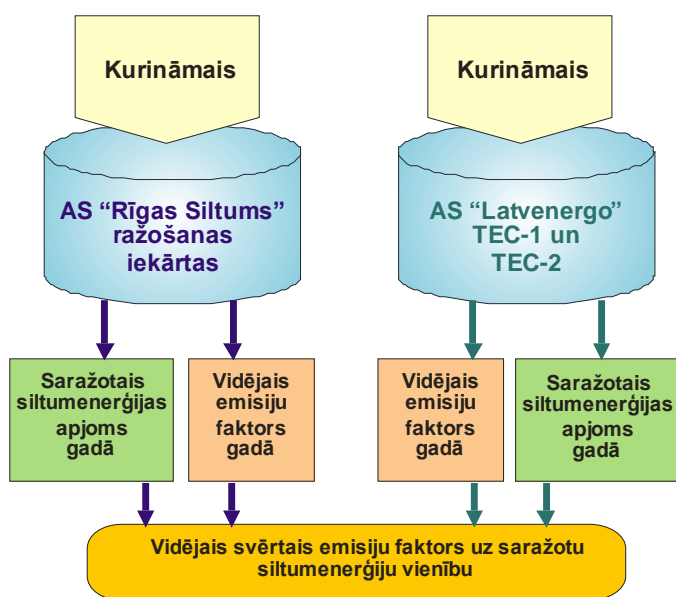 Kurināmais
Kurināmais
AS “Rīgas Siltums”
ražošanas
iekārtas
AS “Latvenergo”
TEC-1 un
TEC-2
Saražotais
siltumenerģijas
apjoms
gadā
Vidējais
emisiju
faktors
gadā
Vidējais
emisiju
faktors
gadā
Saražotais
siltumenerģijas
apjoms
gadā
Vidējais svērtais emisiju faktors uz saražotu
siltumenerģiju vienību